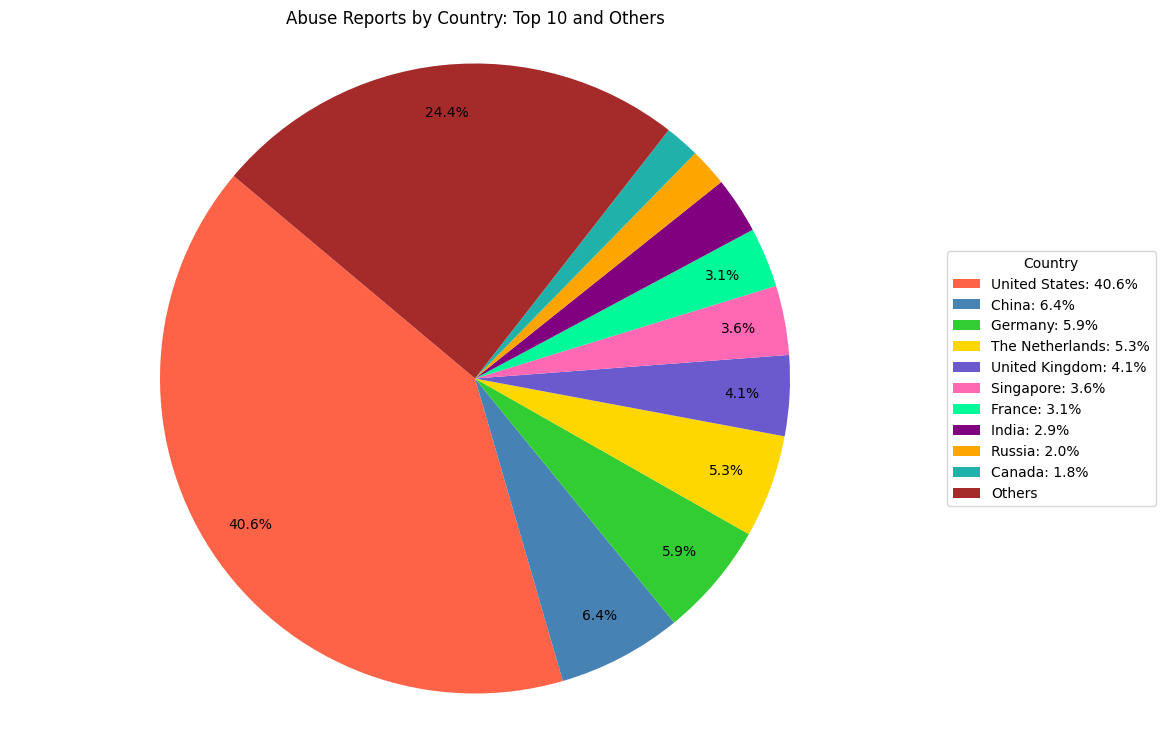 Abuse Reports by Country: Top 10 and Others
24.4%
3.1%
3.6%
4.1%
5.3%
5.9%
6.4%
40.6%
Country
United States: 40.6%
China: 6.4%
Germany: 5.9%
The Netherlands: 5.3%
United Kingdom: 4.1%
Singapore: 3.6%
France: 3.1%
India: 2.9%
Russia: 2.0%
Canada: 1.8%
Others